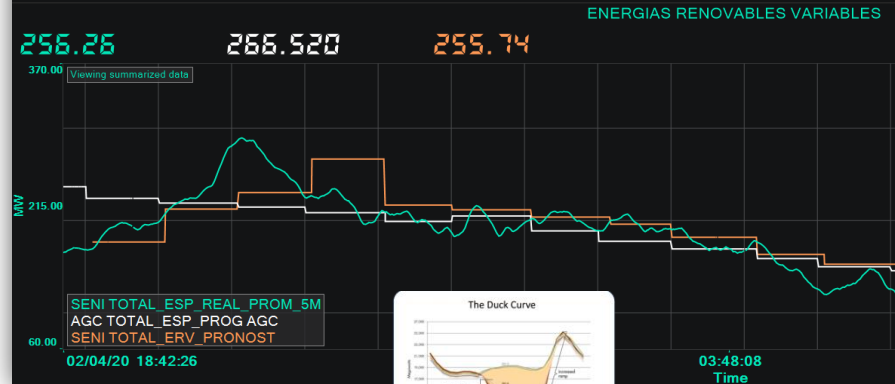 ENERGIAS RENOVABLES VARIABLES
256.26 266.520 255.74
370.00
Viewing summarized data
MW
215.00
SENI TOTAL_ESP_REAL_PROM_5M
AGC TOTAL_ESP_PROG AGC
SENI TOTAL_ERV_PRONOST
60.00
02/04/20 18:42:26
03:48:08
Time
The Duck Curve
increased
ramp